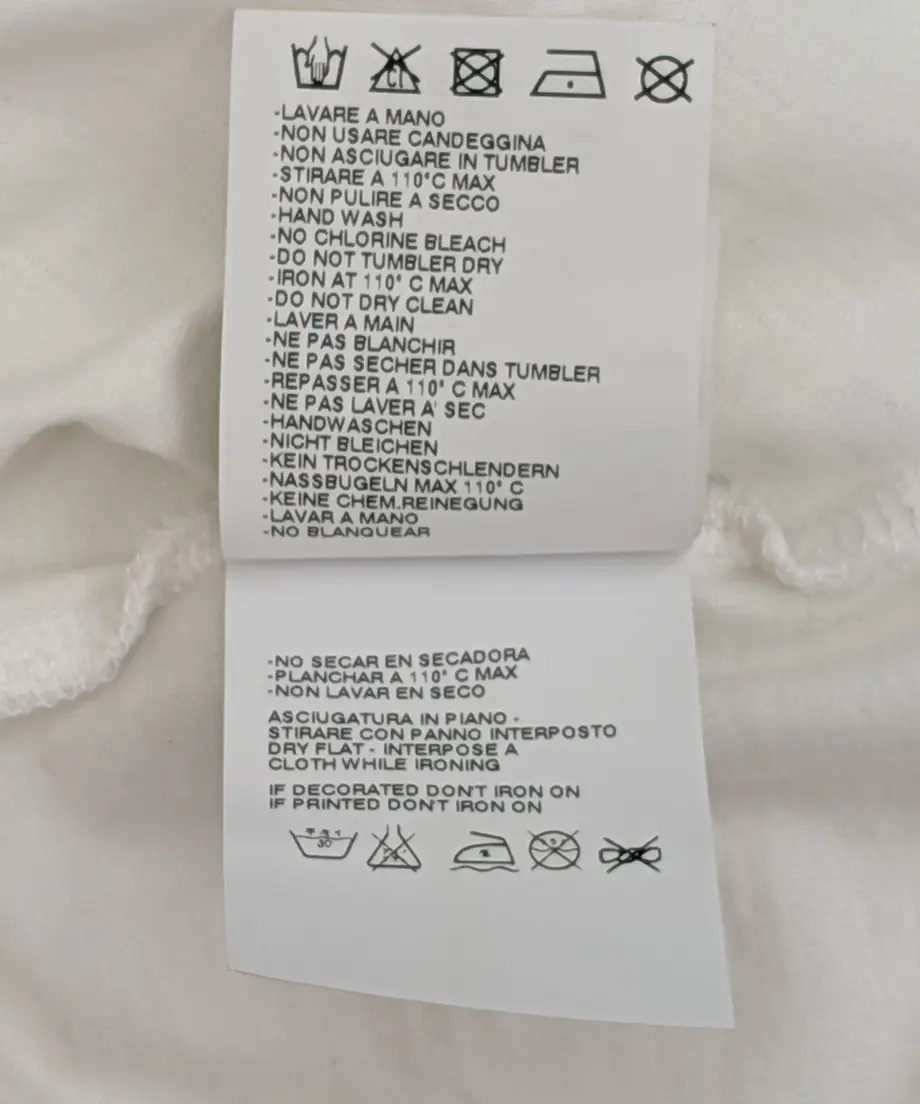 -LAVARE A MANO
-NON USARE CANDEGGINA
-NON ASCIUGARE IN TUMBLER
-STIRARE A 110°C MAX
-NON PULIRE A SECCO
-HAND WASH
-NO CHLORINE BLEACH
-DO NOT TUMBLER DRY
-IRON AT 110° C MAX
-DO NOT DRY CLEAN
-LAVER A MAIN
-NE PAS BLANCHIR
-NE PAS SECHER DANS TUMBLER
-REPASSER A 110° C MAX
-NE PAS LAVER A' SEC
-HANDWASCHEN
-NICHT BLEICHEN
-KEIN TROCKENSCHLENDERN
-NASSBUGELN MAX 110° C
-KEINE CHEM.REINEGUNG
-LAVAR A MANO
-NO BLANQUEAR
-NO SECAR EN SECADORA
-PLANCHAR A 110° C MAX
-NON LAVAR EN SECO
ASCIUGATURA IN PIANO -
STIRARE CON PANNO INTERPOSTO
DRY FLAT - INTERPOSE A
CLOTH WHILE IRONING
IF DECORATED DON'T IRON ON
IF PRINTED DON'T IRON ON
30